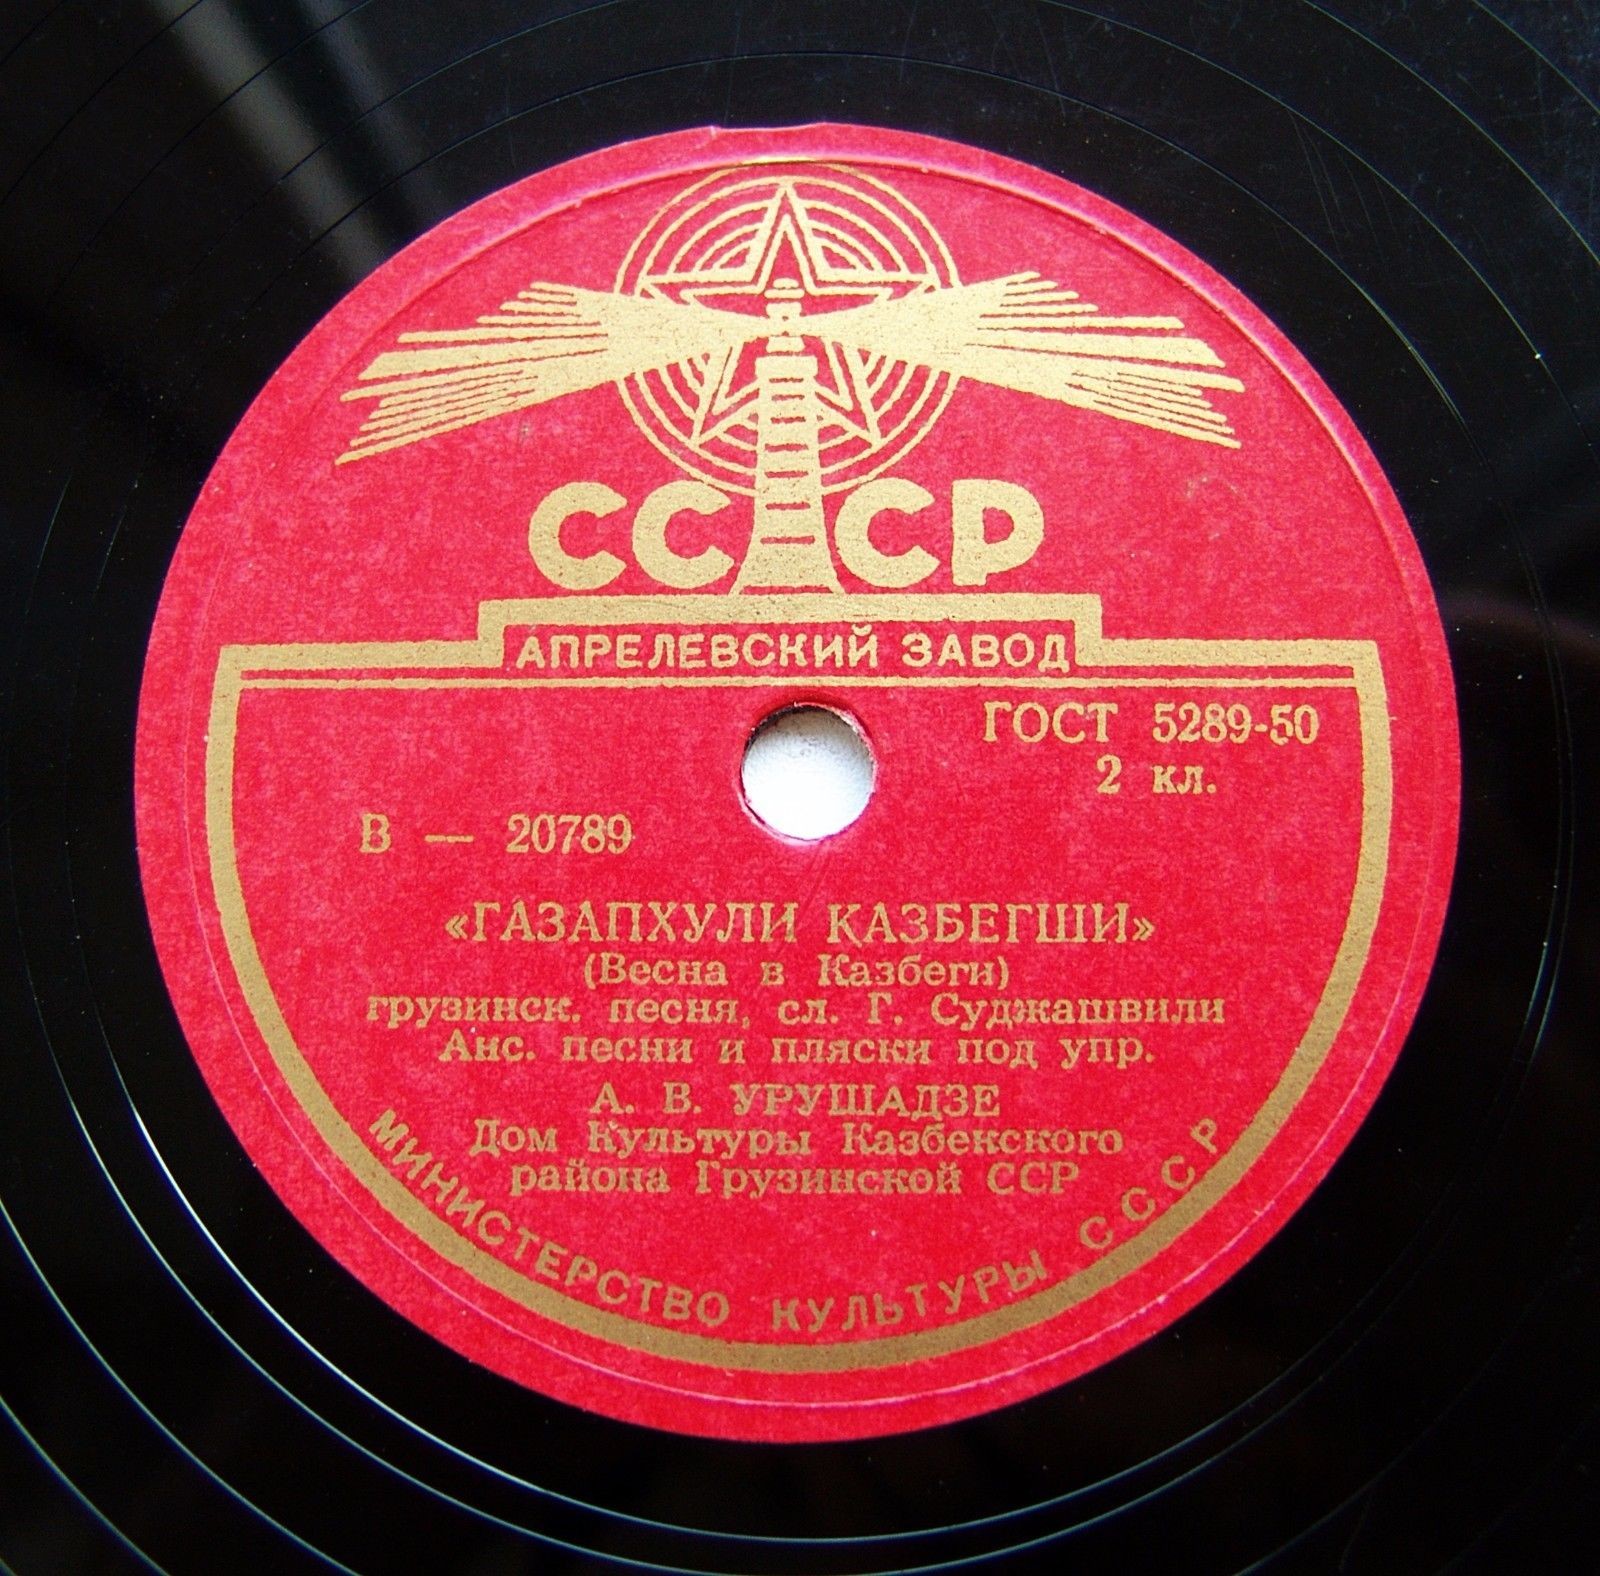 СССР
АПРЕЛЕВСКИЙ ЗАВОД
ГОСТ 5289-50
2 кл.
В — 20789
«ГАЗАПХУЛИ КАЗБЕГШИ»
(Весна в Казбеги)
грузинск. песня, сл. Г. Суджашвили
Анс. песни и пляски под упр.
А. В. УРУШАДЗЕ
Дом Культуры Казбекского
района Грузинской ССР
МИНИСТЕРСТВО КУЛЬТУРЫ СССР